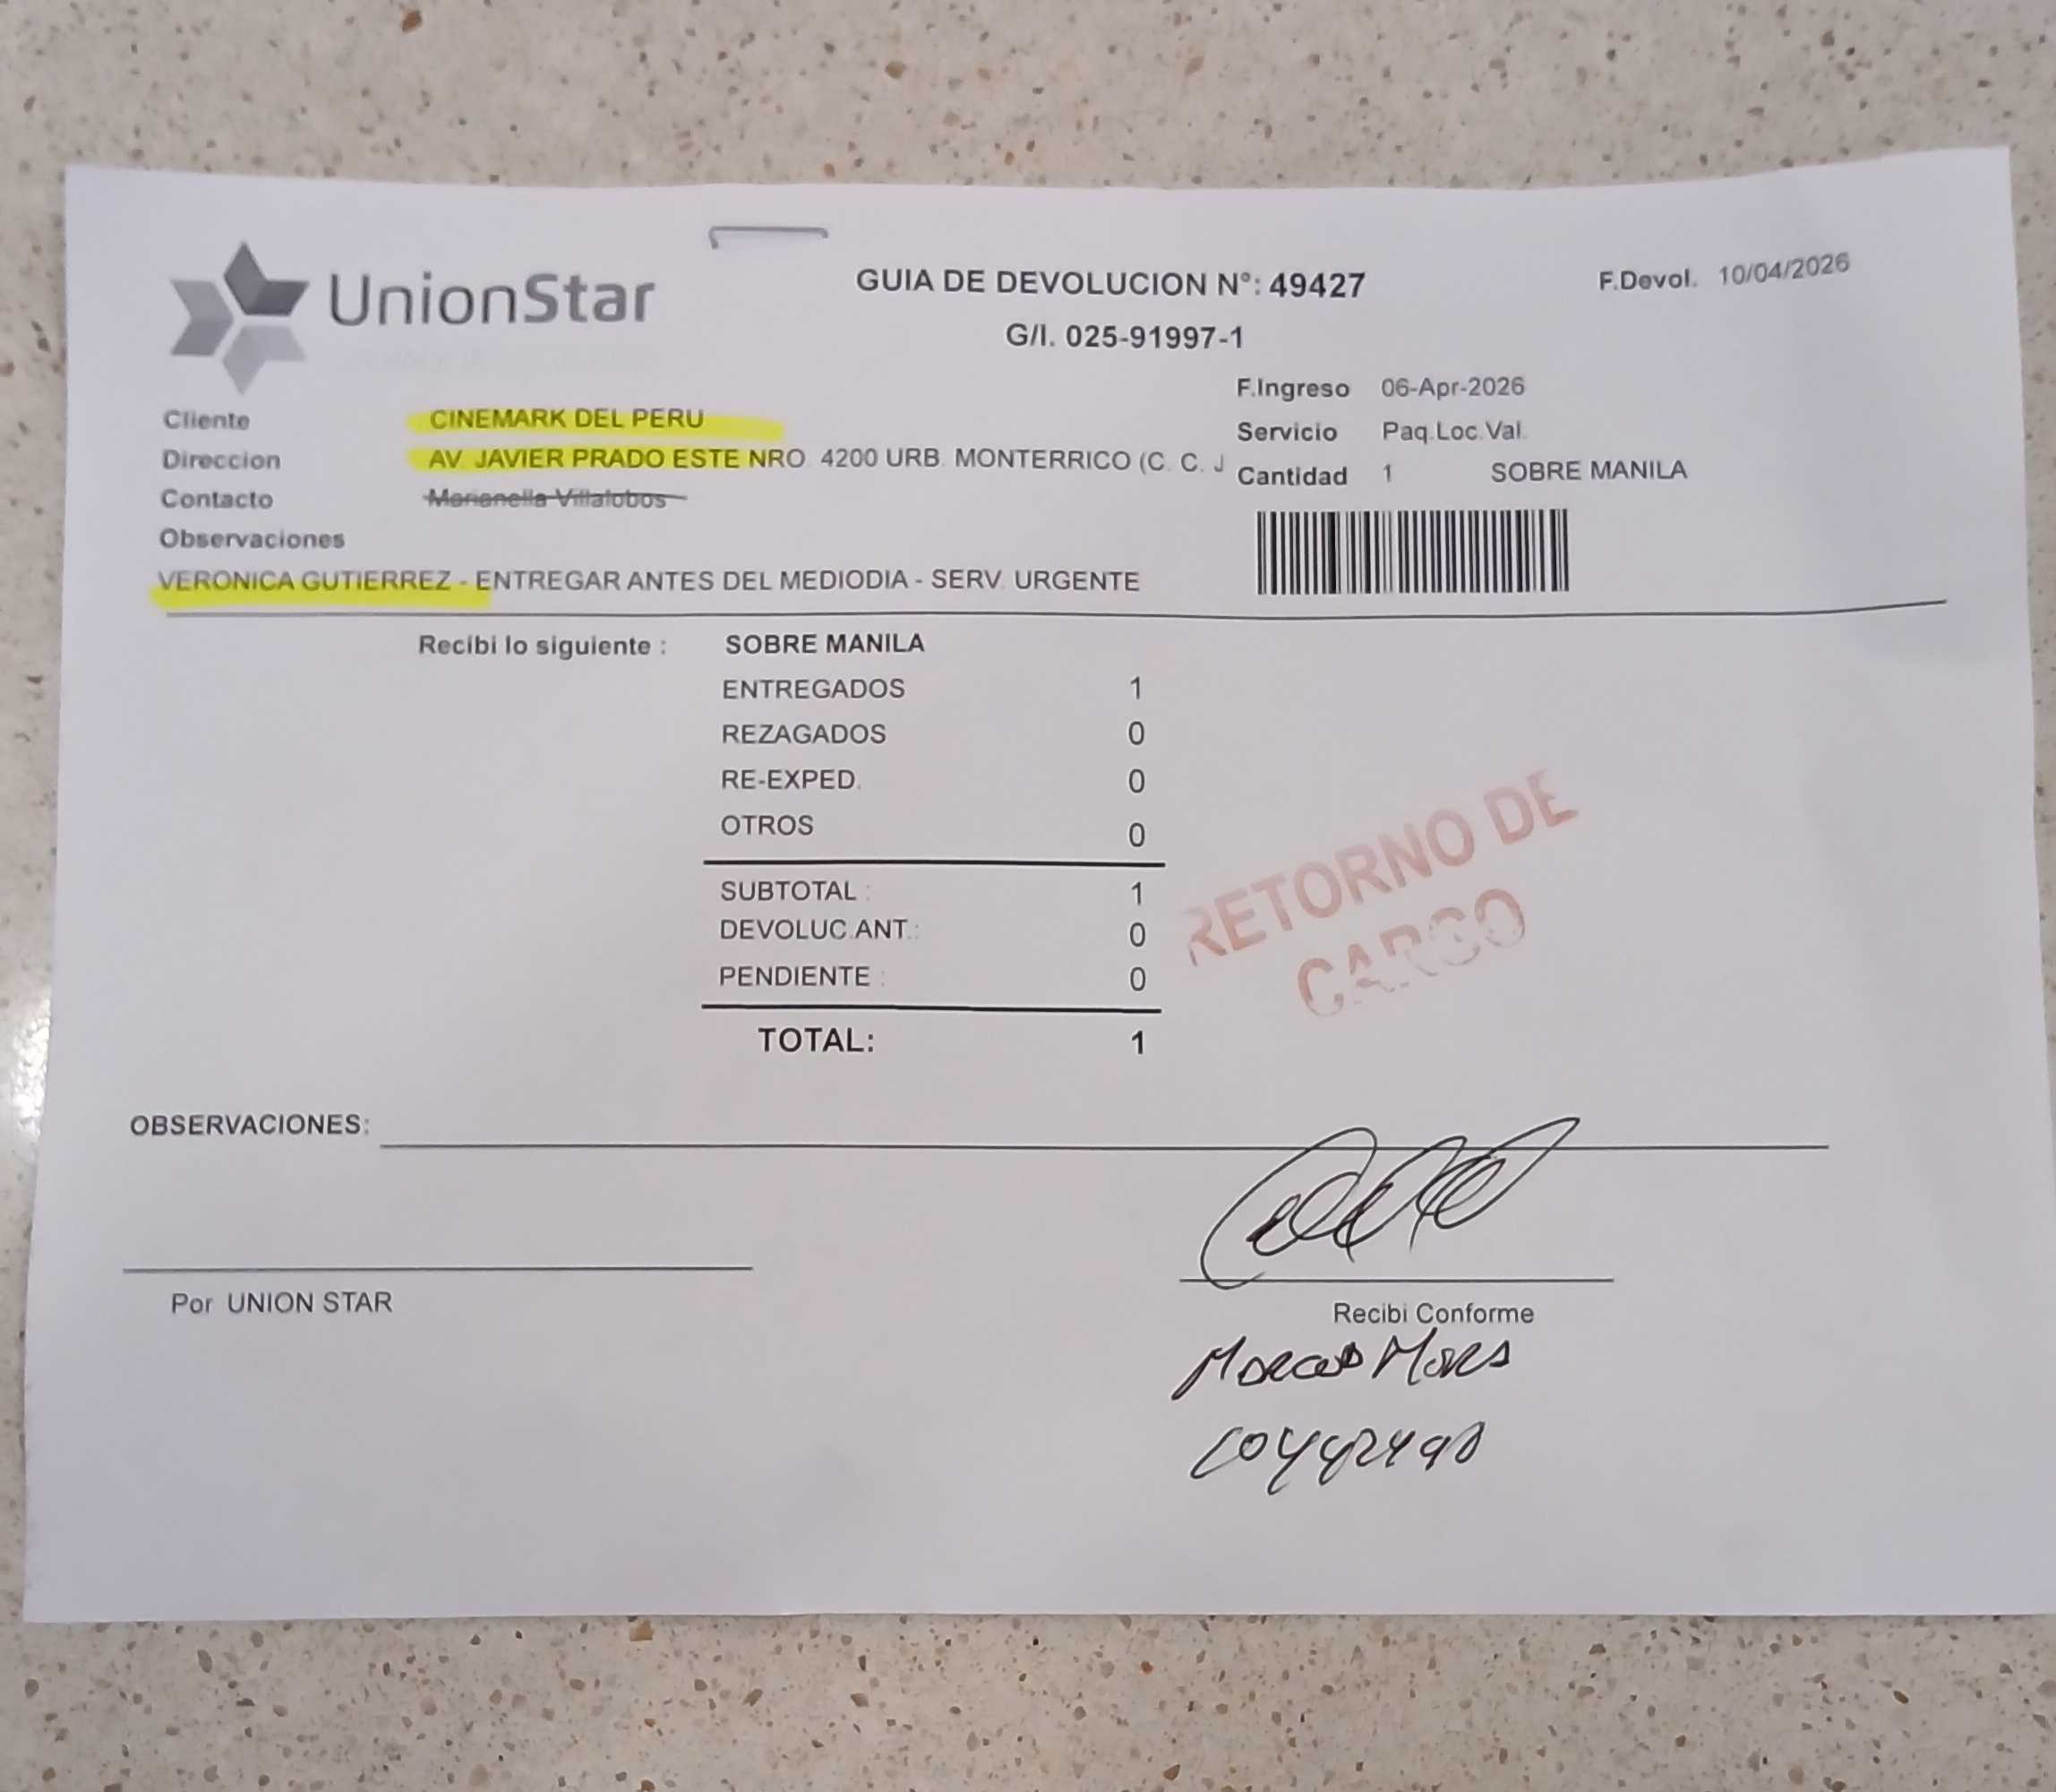 UnionStar
GUIA DE DEVOLUCION N°: 49427
F.Devol. 10/04/2026
G/I. 025-91997-1
F.Ingreso 06-Apr-2026
Cliente CINEMARK DEL PERU
Servicio Paq.Loc.Val.
Direccion AV. JAVIER PRADO ESTE NRO. 4200 URB. MONTERRICO (C. C. J
Cantidad 1 SOBRE MANILA
Contacto Marianella Villalobos
Observaciones
VERONICA GUTIERREZ - ENTREGAR ANTES DEL MEDIODIA - SERV. URGENTE
Recibi lo siguiente : SOBRE MANILA
ENTREGADOS 1
REZAGADOS 0
RE-EXPED. 0
OTROS 0
SUBTOTAL : 1
DEVOLUC.ANT.: 0
PENDIENTE : 0
TOTAL: 1
RETORNO DE
CARGO
OBSERVACIONES:
Por UNION STAR
Recibi Conforme